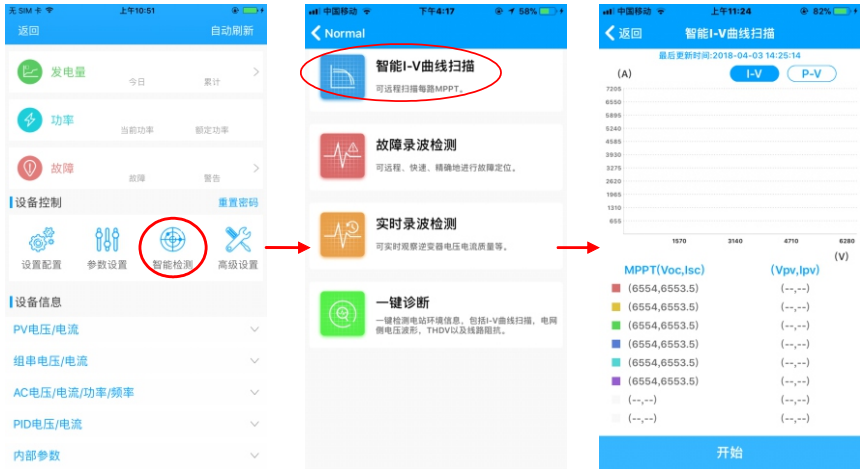 无 SIM 卡 上午10:51
返回 自动刷新
发电量 今日 累计
功率 当前功率 额定功率
故障 故障 警告
设备控制 重置密码
设置配置 参数设置 智能检测 高级设置
设备信息
PV电压/电流
组串电压/电流
AC电压/电流/功率/频率
PID电压/电流
内部参数
中国移动 下午4:17 58%
Normal
智能I-V曲线扫描
可远程扫描每路MPPT。
故障录波检测
可远程、快速、精确地进行故障定位。
实时录波检测
可实时观察逆变器电压电流质量等。
一键诊断
一键检测电站环境信息，包括I-V曲线扫描，电网
侧电压波形，THDV以及线路阻抗。
中国移动 上午11:24 82%
返回 智能I-V曲线扫描
最后更新时间:2018-04-03 14:25:14
(A) I-V P-V
7205
6550
5895
5240
4585
3930
3275
2620
1965
1310
655
1570 3140 4710 6280
(V)
MPPT(Voc,Isc) (Vpv,Ipv)
(6554,6553.5) (--,--)
(6554,6553.5) (--,--)
(6554,6553.5) (--,--)
(6554,6553.5) (--,--)
(6554,6553.5) (--,--)
(6554,6553.5) (--,--)
(--,--) (--,--)
(--,--) (--,--)
开始